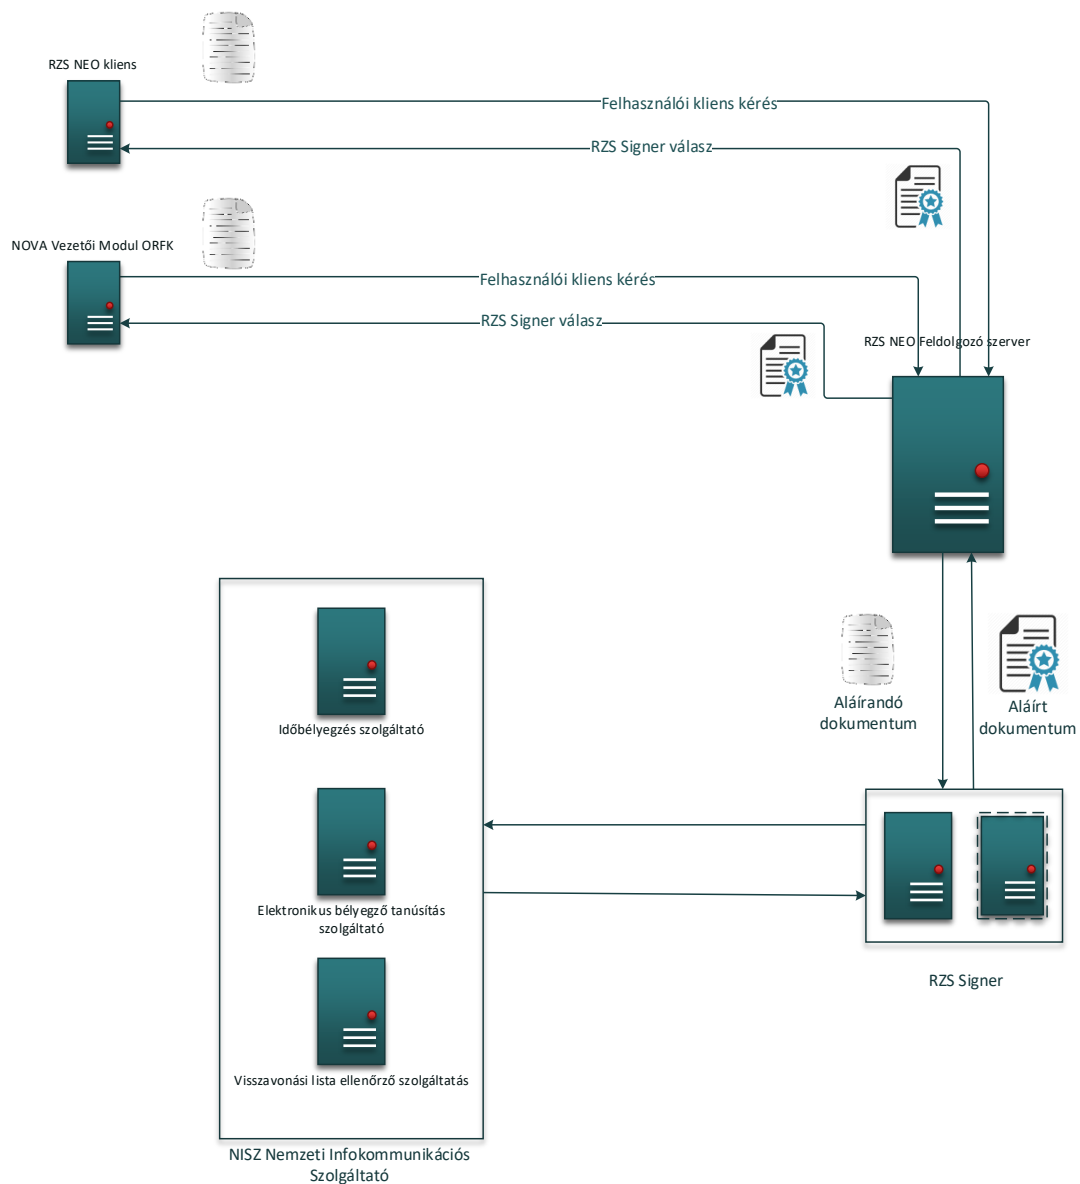 RZS NEO kliens
Felhasználói kliens kérés
RZS Signer válasz
NOVA Vezetői Modul ORFK
Felhasználói kliens kérés
RZS Signer válasz
RZS NEO Feldolgozó szerver
Aláírandó
dokumentum
Aláírt
dokumentum
Időbélyegzés szolgáltató
Elektronikus bélyegző tanúsítás
szolgáltató
RZS Signer
Visszavonási lista ellenőrző szolgáltatás
NISZ Nemzeti Infokommunikációs
Szolgáltató